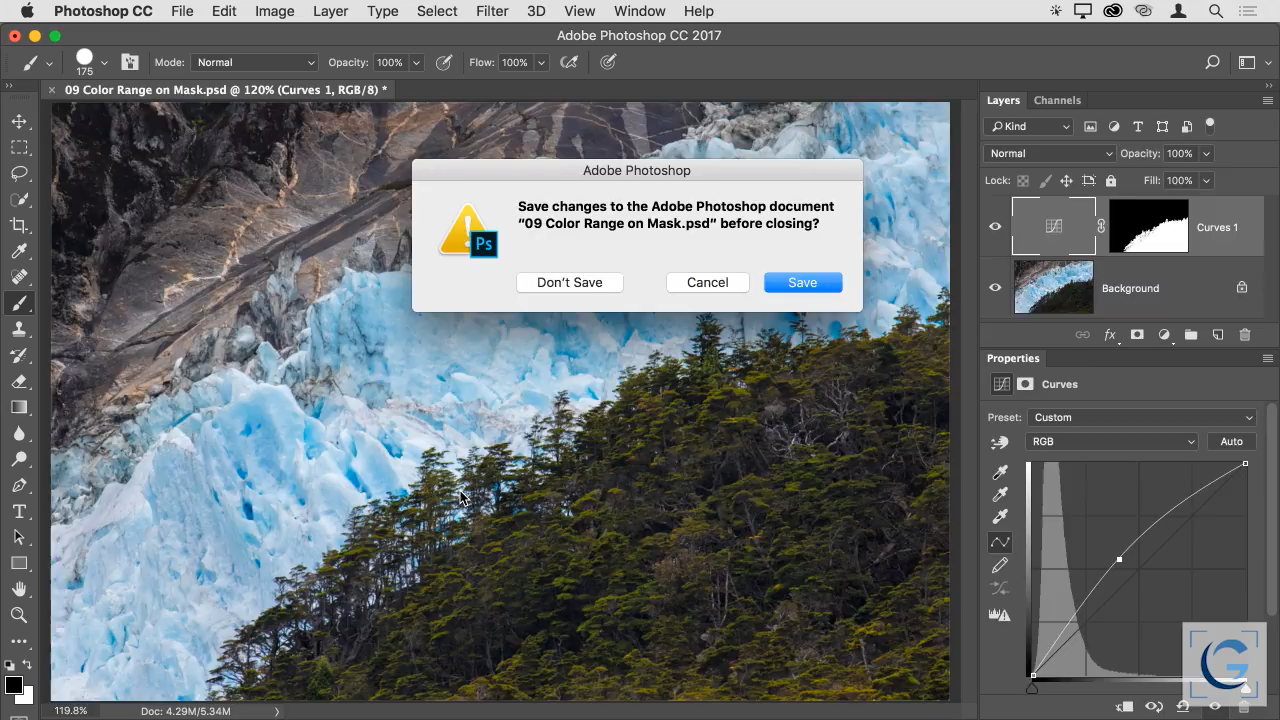 Photoshop CC File Edit Image Layer Type Select Filter 3D View Window Help
Adobe Photoshop CC 2017
175 Mode: Normal Opacity: 100% Flow: 100%
× 09 Color Range on Mask.psd @ 120% (Curves 1, RGB/8) *
Adobe Photoshop
Save changes to the Adobe Photoshop document
“09 Color Range on Mask.psd” before closing?
Ps
Don’t Save Cancel Save
Layers Channels
Kind
Normal Opacity: 100%
Lock: Fill: 100%
Curves 1
Background
fx
Properties
Curves
Preset: Custom
RGB Auto
119.8% Doc: 4.29M/5.34M
G